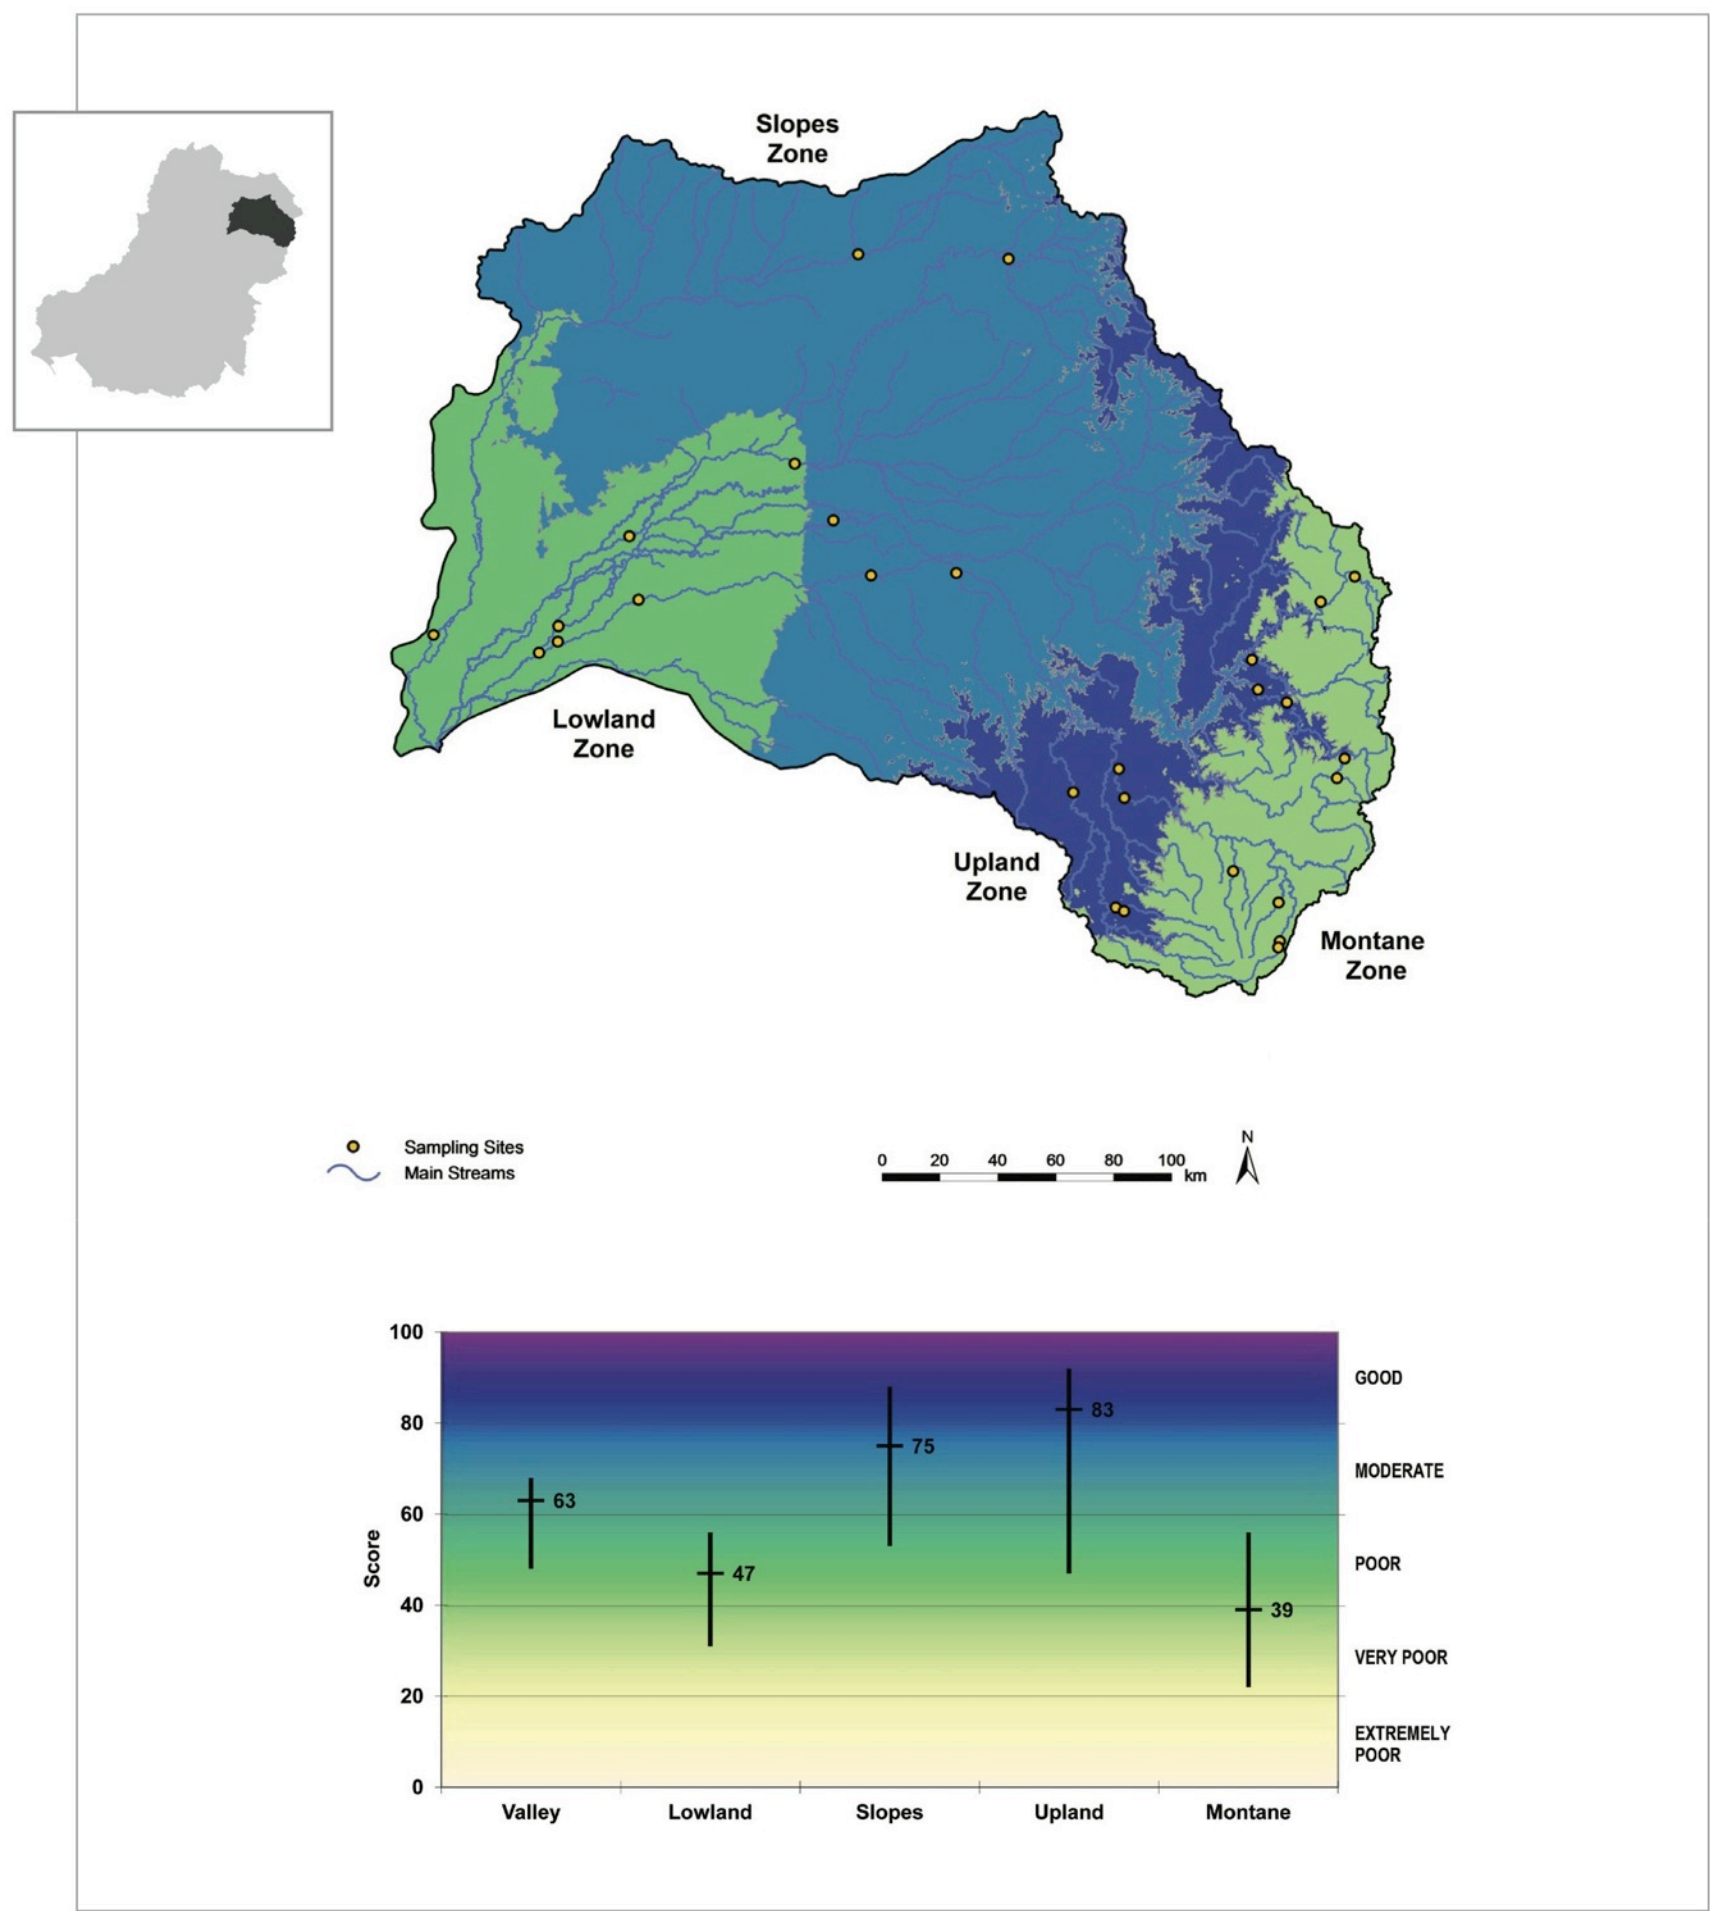 Slopes
Zone
Lowland
Zone
Upland
Zone
Montane
Zone
Sampling Sites
Main Streams
0 20 40 60 80 100
km
N
100
80
60
40
20
0
Score
63
47
75
83
39
GOOD
MODERATE
POOR
VERY POOR
EXTREMELY
POOR
Valley Lowland Slopes Upland Montane